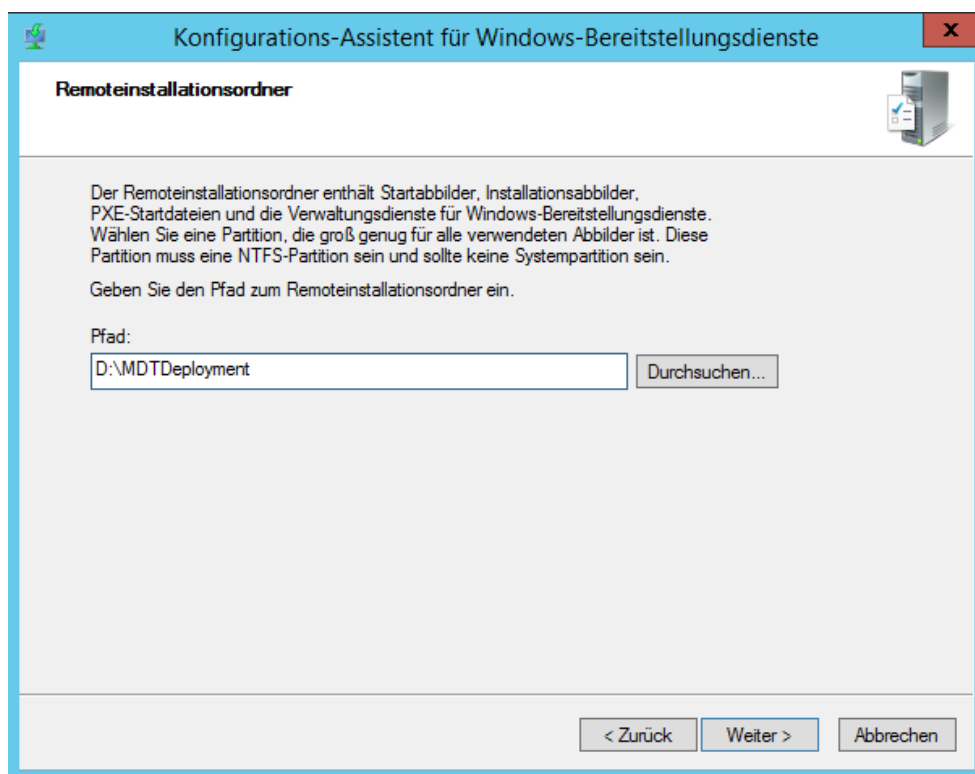 Konfigurations-Assistent für Windows-Bereitstellungsdienste
x
Remoteinstallationsordner
Der Remoteinstallationsordner enthält Startabbilder, Installationsabbilder,
PXE-Startdateien und die Verwaltungsdienste für Windows-Bereitstellungsdienste.
Wählen Sie eine Partition, die groß genug für alle verwendeten Abbilder ist. Diese
Partition muss eine NTFS-Partition sein und sollte keine Systempartition sein.
Geben Sie den Pfad zum Remoteinstallationsordner ein.
Pfad:
D:\MDTDeployment
Durchsuchen...
< Zurück Weiter > Abbrechen